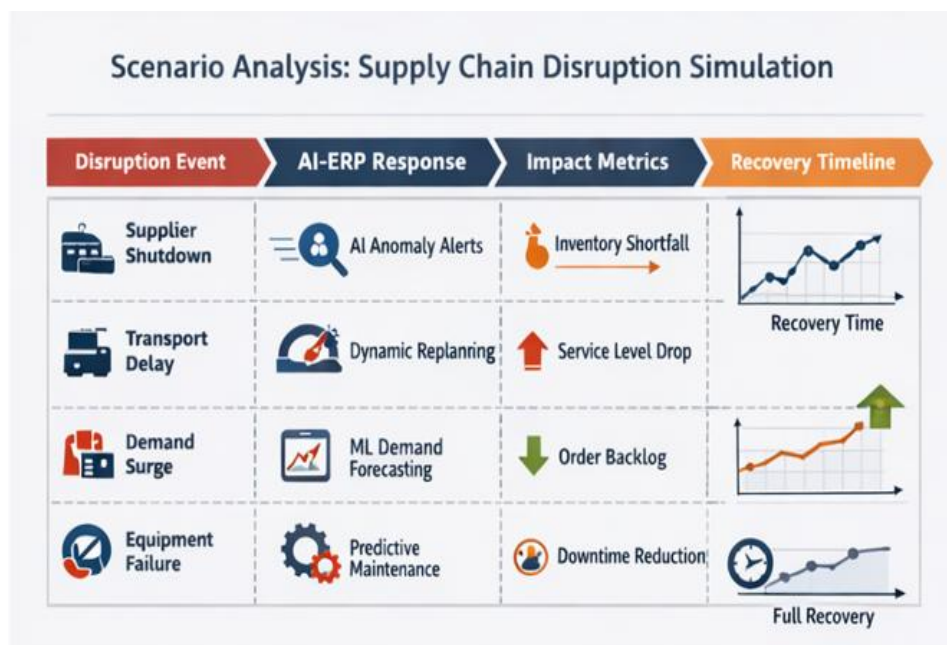 Scenario Analysis: Supply Chain Disruption Simulation
Disruption Event
AI-ERP Response
Impact Metrics
Recovery Timeline
Supplier
Shutdown
AI Anomaly Alerts
Inventory Shortfall
Recovery Time
Transport
Delay
Dynamic Replanning
Service Level Drop
Demand
Surge
ML Demand
Forecasting
Order Backlog
Equipment
Failure
Predictive
Maintenance
Downtime Reduction
Full Recovery